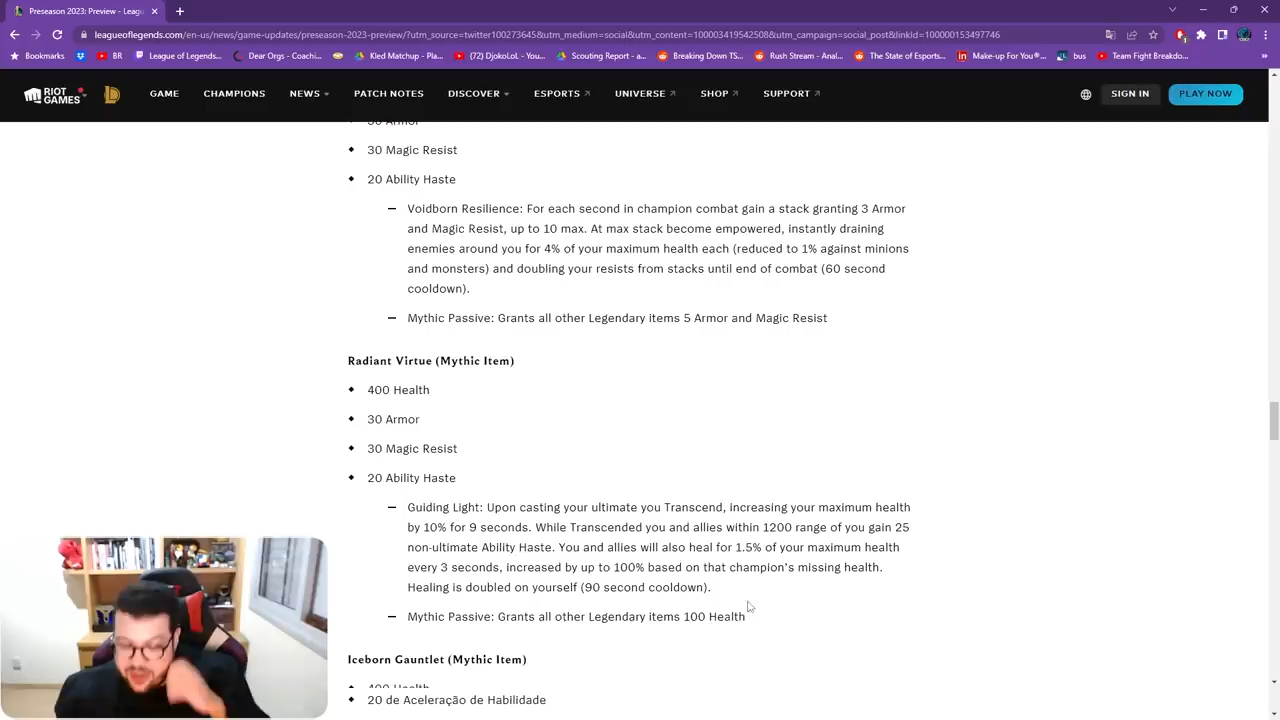 Preseason 2023: Preview - Leagu
leagueoflegends.com/en-us/news/game-updates/preseason-2023-preview/?utm_source=twitter100273645&utm_medium=social&utm_content=100003419542508&utm_campaign=social_post&linkId=100000153497746
Bookmarks BT League of Legends... Dear Orgs - Coachi... Kled Matchup - Pla... (72) DjokoLoL - You... Scouting Report - a... Breaking Down TS... Rush Stream - Anal... The State of Esports... Make-up For You®... bus Team Fight Breakdo...
RIOT GAMES GAME CHAMPIONS NEWS PATCH NOTES DISCOVER ESPORTS UNIVERSE SHOP SUPPORT SIGN IN PLAY NOW
30 Armor
30 Magic Resist
20 Ability Haste
Voidborn Resilience: For each second in champion combat gain a stack granting 3 Armor
and Magic Resist, up to 10 max. At max stack become empowered, instantly draining
enemies around you for 4% of your maximum health each (reduced to 1% against minions
and monsters) and doubling your resists from stacks until end of combat (60 second
cooldown).
Mythic Passive: Grants all other Legendary items 5 Armor and Magic Resist
Radiant Virtue (Mythic Item)
400 Health
30 Armor
30 Magic Resist
20 Ability Haste
Guiding Light: Upon casting your ultimate you Transcend, increasing your maximum health
by 10% for 9 seconds. While Transcended you and allies within 1200 range of you gain 25
non-ultimate Ability Haste. You and allies will also heal for 1.5% of your maximum health
every 3 seconds, increased by up to 100% based on that champion's missing health.
Healing is doubled on yourself (90 second cooldown).
Mythic Passive: Grants all other Legendary items 100 Health
Iceborn Gauntlet (Mythic Item)
400 Health
20 de Aceleração de Habilidade